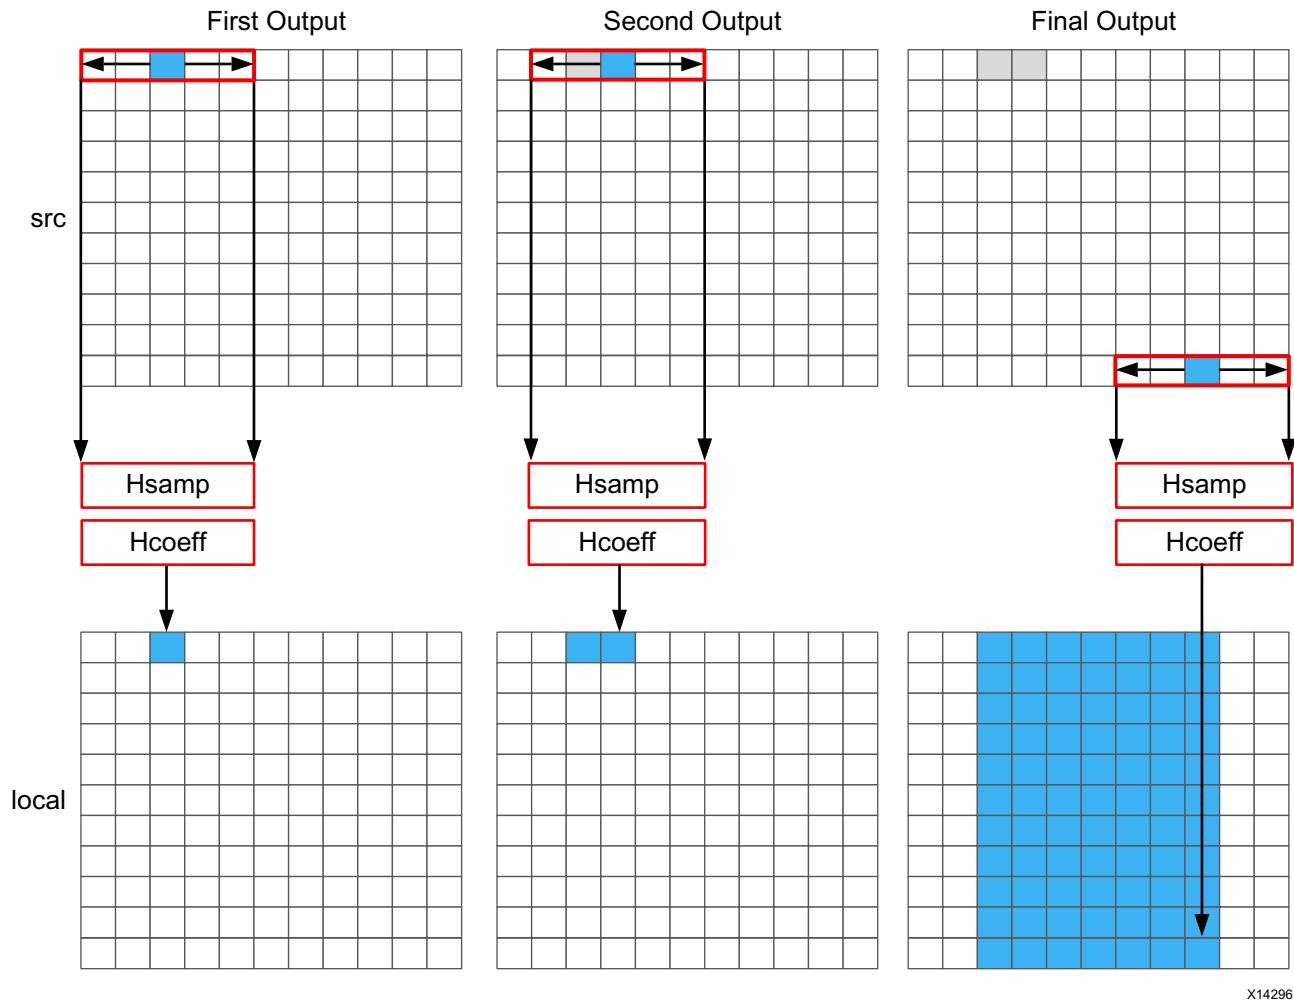 First Output
Second Output
Final Output
src
Hsamp
Hsamp
Hsamp
Hcoeff
Hcoeff
Hcoeff
local
X14296